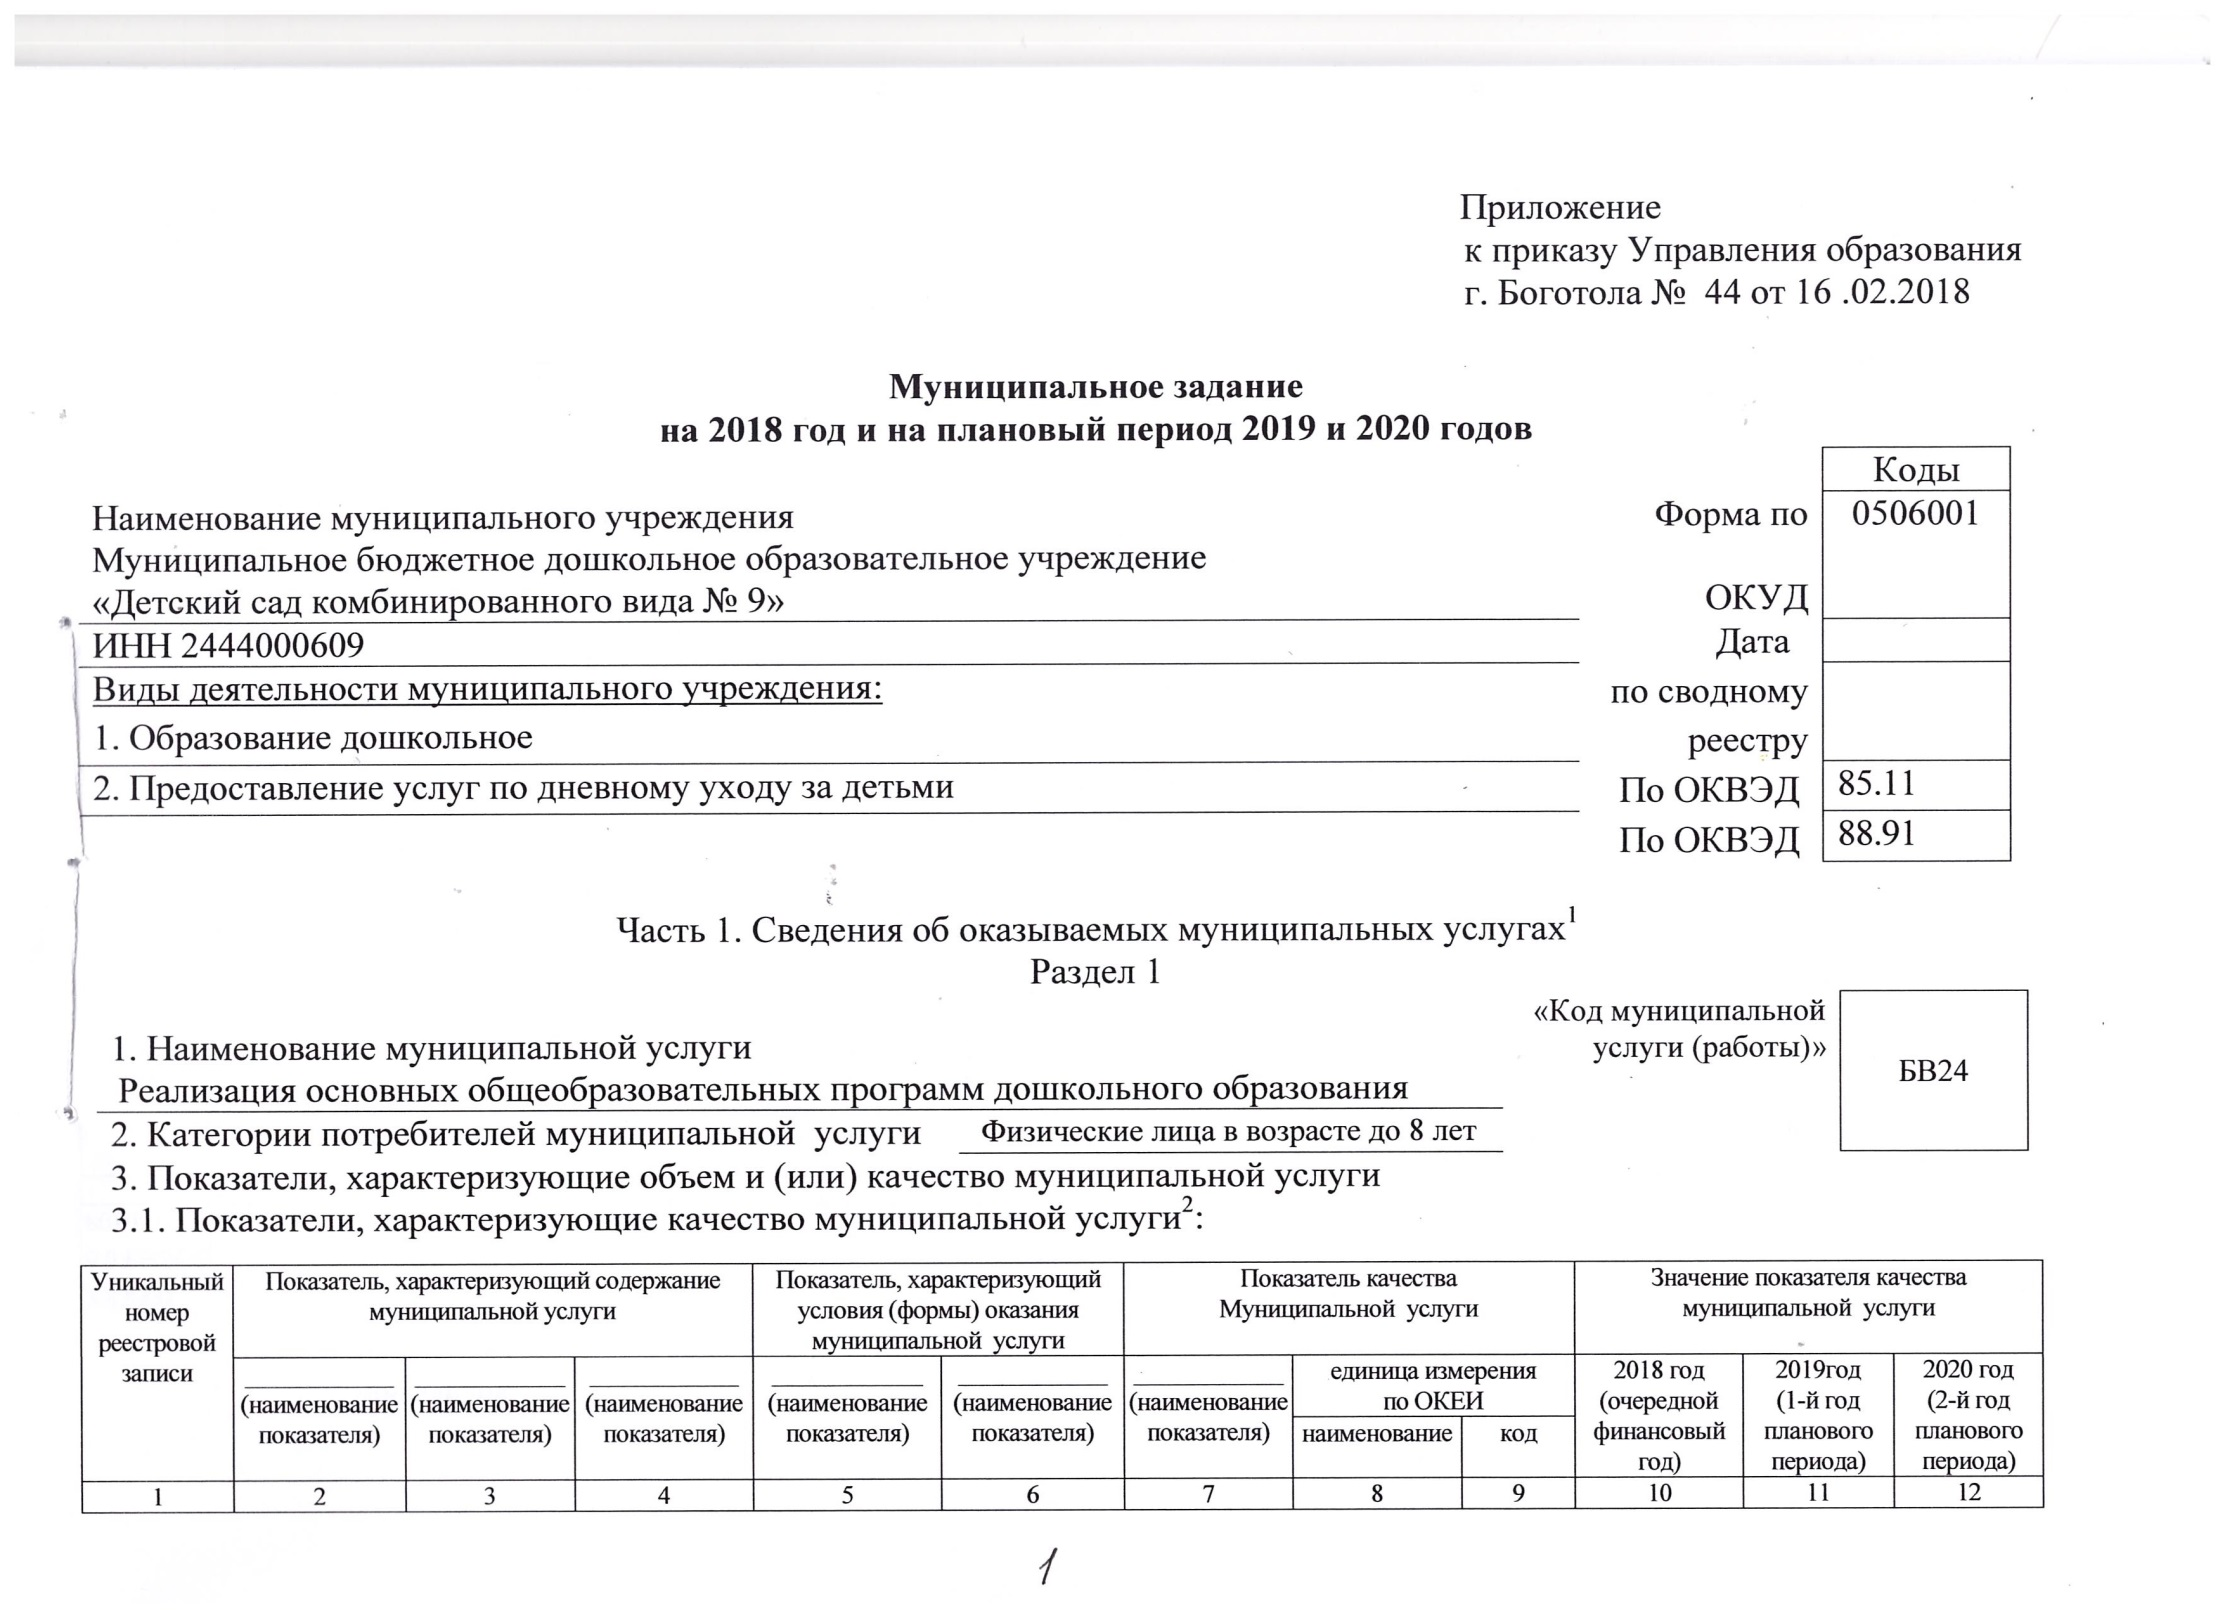 Приложение
к приказу Управления образования
г. Боготола № 44 от 16 .02.2018
Муниципальное задание
на 2018 год и на плановый период 2019 и 2020 годов
Коды
Наименование муниципального учреждения
Форма по
0506001
Муниципальное бюджетное дошкольное образовательное учреждение
«Детский сад комбинированного вида № 9»
ОКУД
ИНН 2444000609
Дата
Виды деятельности муниципального учреждения:
по сводному
1. Образование дошкольное
реестру
2. Предоставление услуг по дневному уходу за детьми
По ОКВЭД
85.11
По ОКВЭД
88.91
Часть 1. Сведения об оказываемых муниципальных услугах1
Раздел 1
«Код муниципальной
услуги (работы)»
БВ24
1. Наименование муниципальной услуги
Реализация основных общеобразовательных программ дошкольного образования
2. Категории потребителей муниципальной услуги Физические лица в возрасте до 8 лет
3. Показатели, характеризующие объем и (или) качество муниципальной услуги
3.1. Показатели, характеризующие качество муниципальной услуги2:
Уникальный
номер
реестровой
записи
Показатель, характеризующий содержание
муниципальной услуги
Показатель, характеризующий
условия (формы) оказания
муниципальной услуги
Показатель качества
Муниципальной услуги
Значение показателя качества
муниципальной услуги
(наименование
показателя)
(наименование
показателя)
(наименование
показателя)
(наименование
показателя)
(наименование
показателя)
(наименование
показателя)
единица измерения
по ОКЕИ
наименование
код
2018 год
(очередной
финансовый
год)
2019год
(1-й год
планового
периода)
2020 год
(2-й год
планового
периода)
1 2 3 4 5 6 7 8 9 10 11 12
1